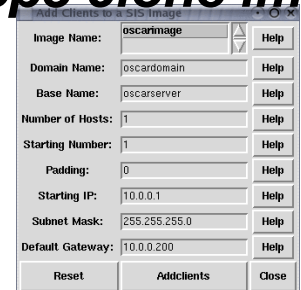 Add Clients to a SIS Image
Image Name: oscarimage Help
Domain Name: oscardomain Help
Base Name: oscarserver Help
Number of Hosts: 1 Help
Starting Number: 1 Help
Padding: 0 Help
Starting IP: 10.0.0.1 Help
Subnet Mask: 255.255.255.0 Help
Default Gateway: 10.0.0.200 Help
Reset Addclients Close